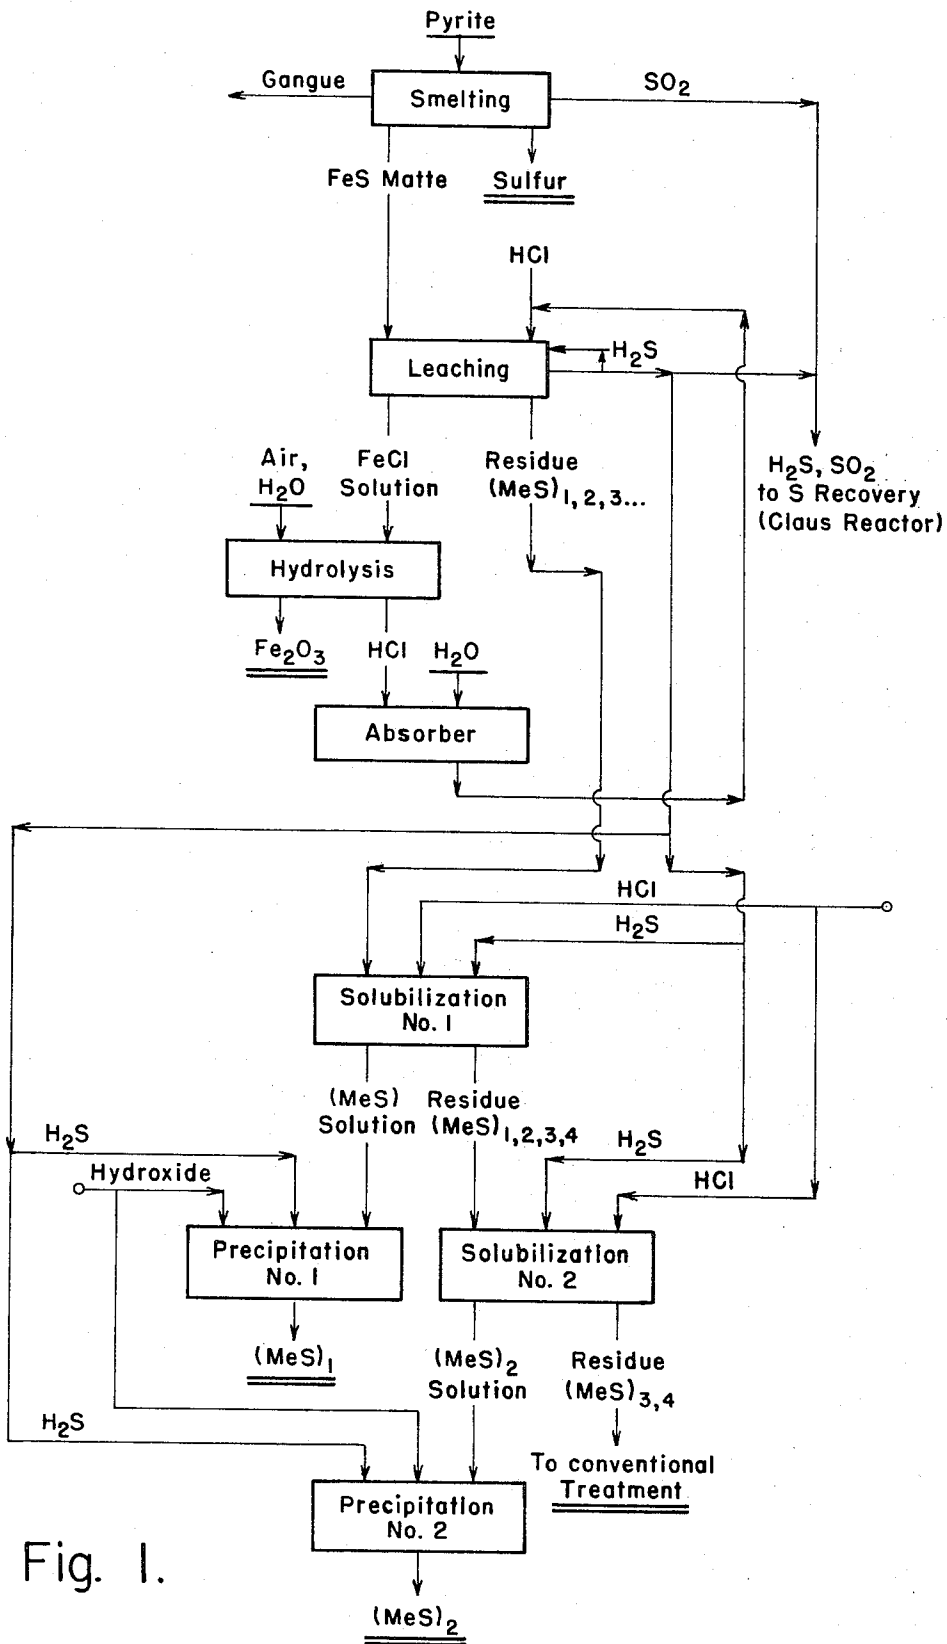 Pyrite
Gangue
Smelting
SO2
FeS Matte
Sulfur
HCl
Leaching
H2S
Air,
H2O
FeCl
Solution
Residue
(MeS)1, 2, 3...
H2S, SO2
to S Recovery
(Claus Reactor)
Hydrolysis
Fe2O3
HCl
H2O
Absorber
HCl
H2S
Solubilization
No. 1
(MeS)
Solution
Residue
(MeS)1,2,3,4
H2S
Hydroxide
H2S
HCl
Precipitation
No. 1
Solubilization
No. 2
(MeS)1
(MeS)2
Solution
Residue
(MeS)3,4
H2S
To conventional
Treatment
Precipitation
No. 2
(MeS)2
Fig. 1.